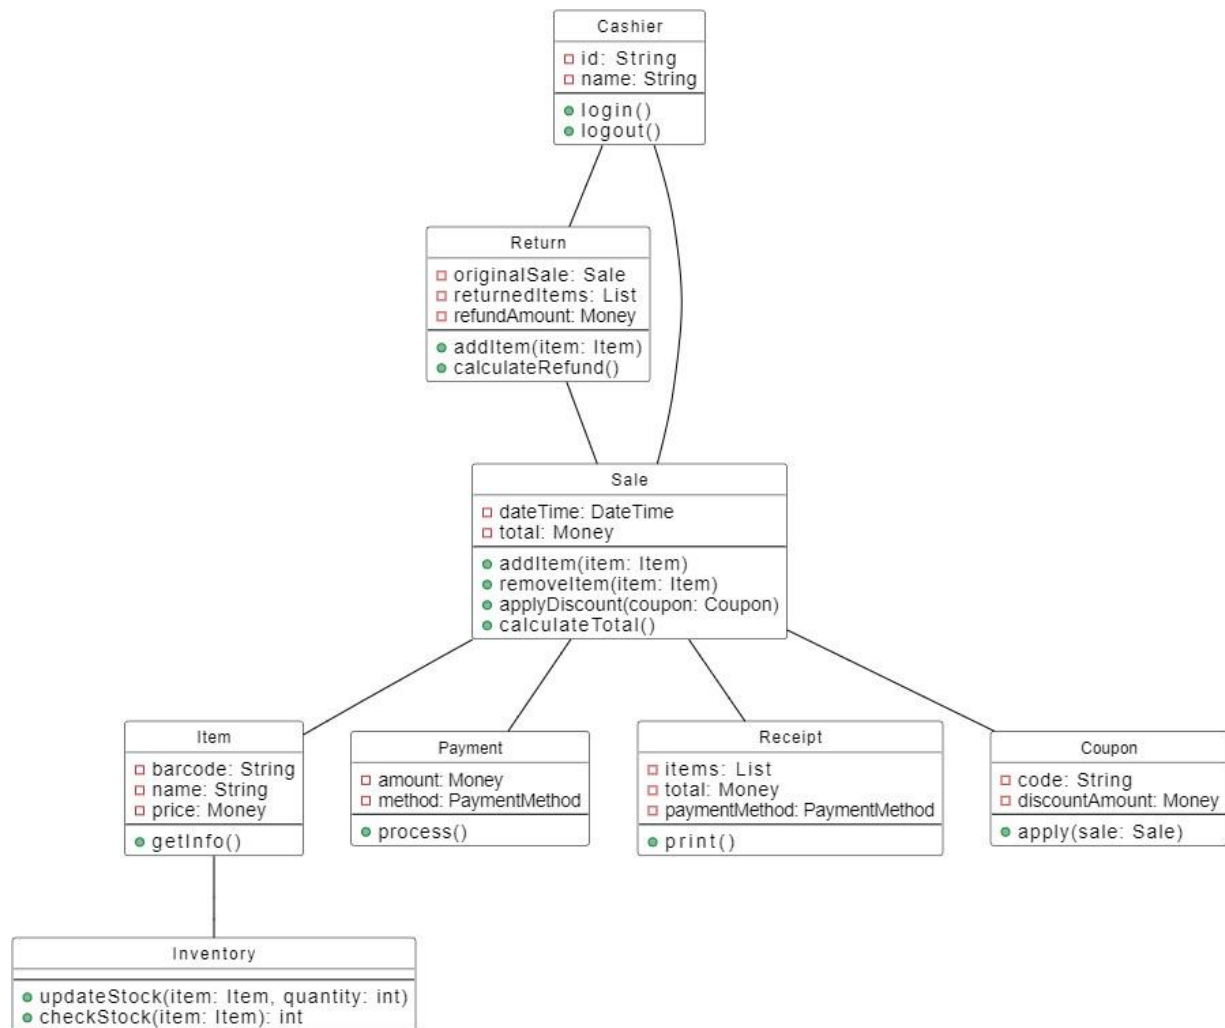 Cashier
id: String
name: String
login()
logout()
Return
originalSale: Sale
returnedItems: List
refundAmount: Money
addItem(item: Item)
calculateRefund()
Sale
dateTime: DateTime
total: Money
addItem(item: Item)
removeItem(item: Item)
applyDiscount(coupon: Coupon)
calculateTotal()
Item
barcode: String
name: String
price: Money
getInfo()
Payment
amount: Money
method: PaymentMethod
process()
Receipt
items: List
total: Money
paymentMethod: PaymentMethod
print()
Coupon
code: String
discountAmount: Money
apply(sale: Sale)
Inventory
updateStock(item: Item, quantity: int)
checkStock(item: Item): int